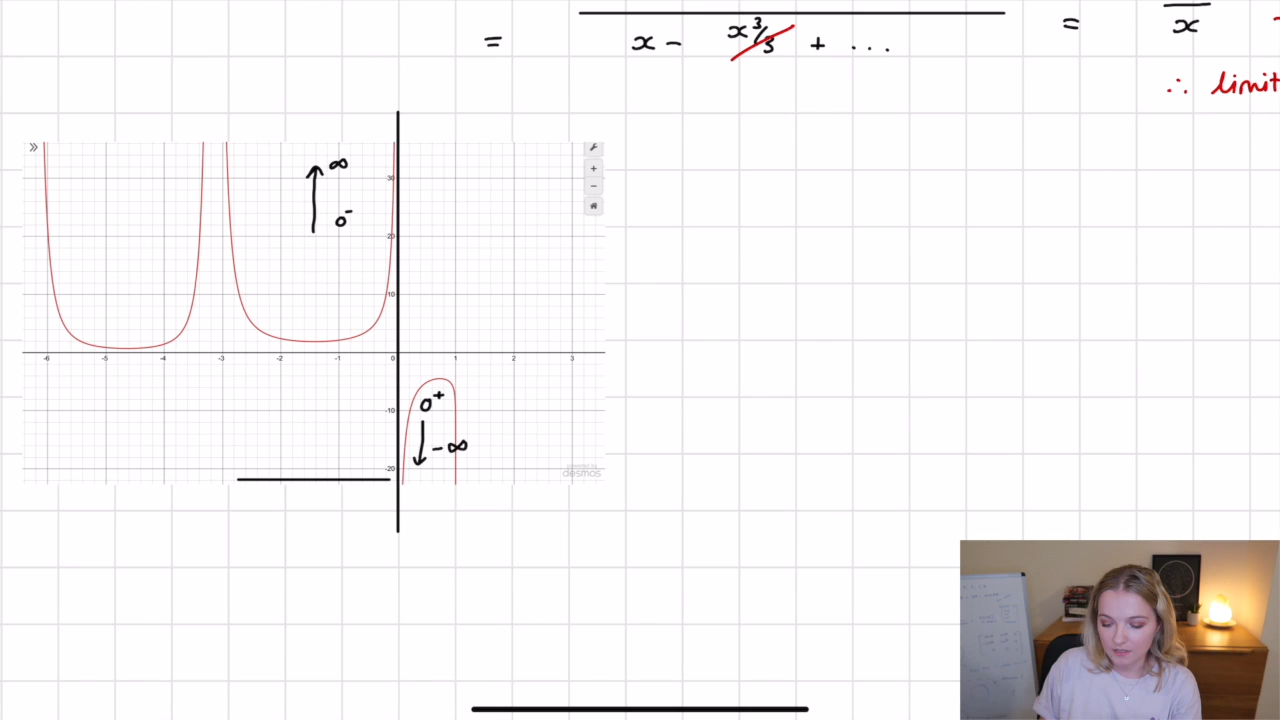 = x - x³/3 + ...
= x
∴ limit
»
∞
0⁻
30
20
10
-6 -5 -4 -3 -2 -1 0 1 2 3
-10
0⁺
-∞
-20
desmos